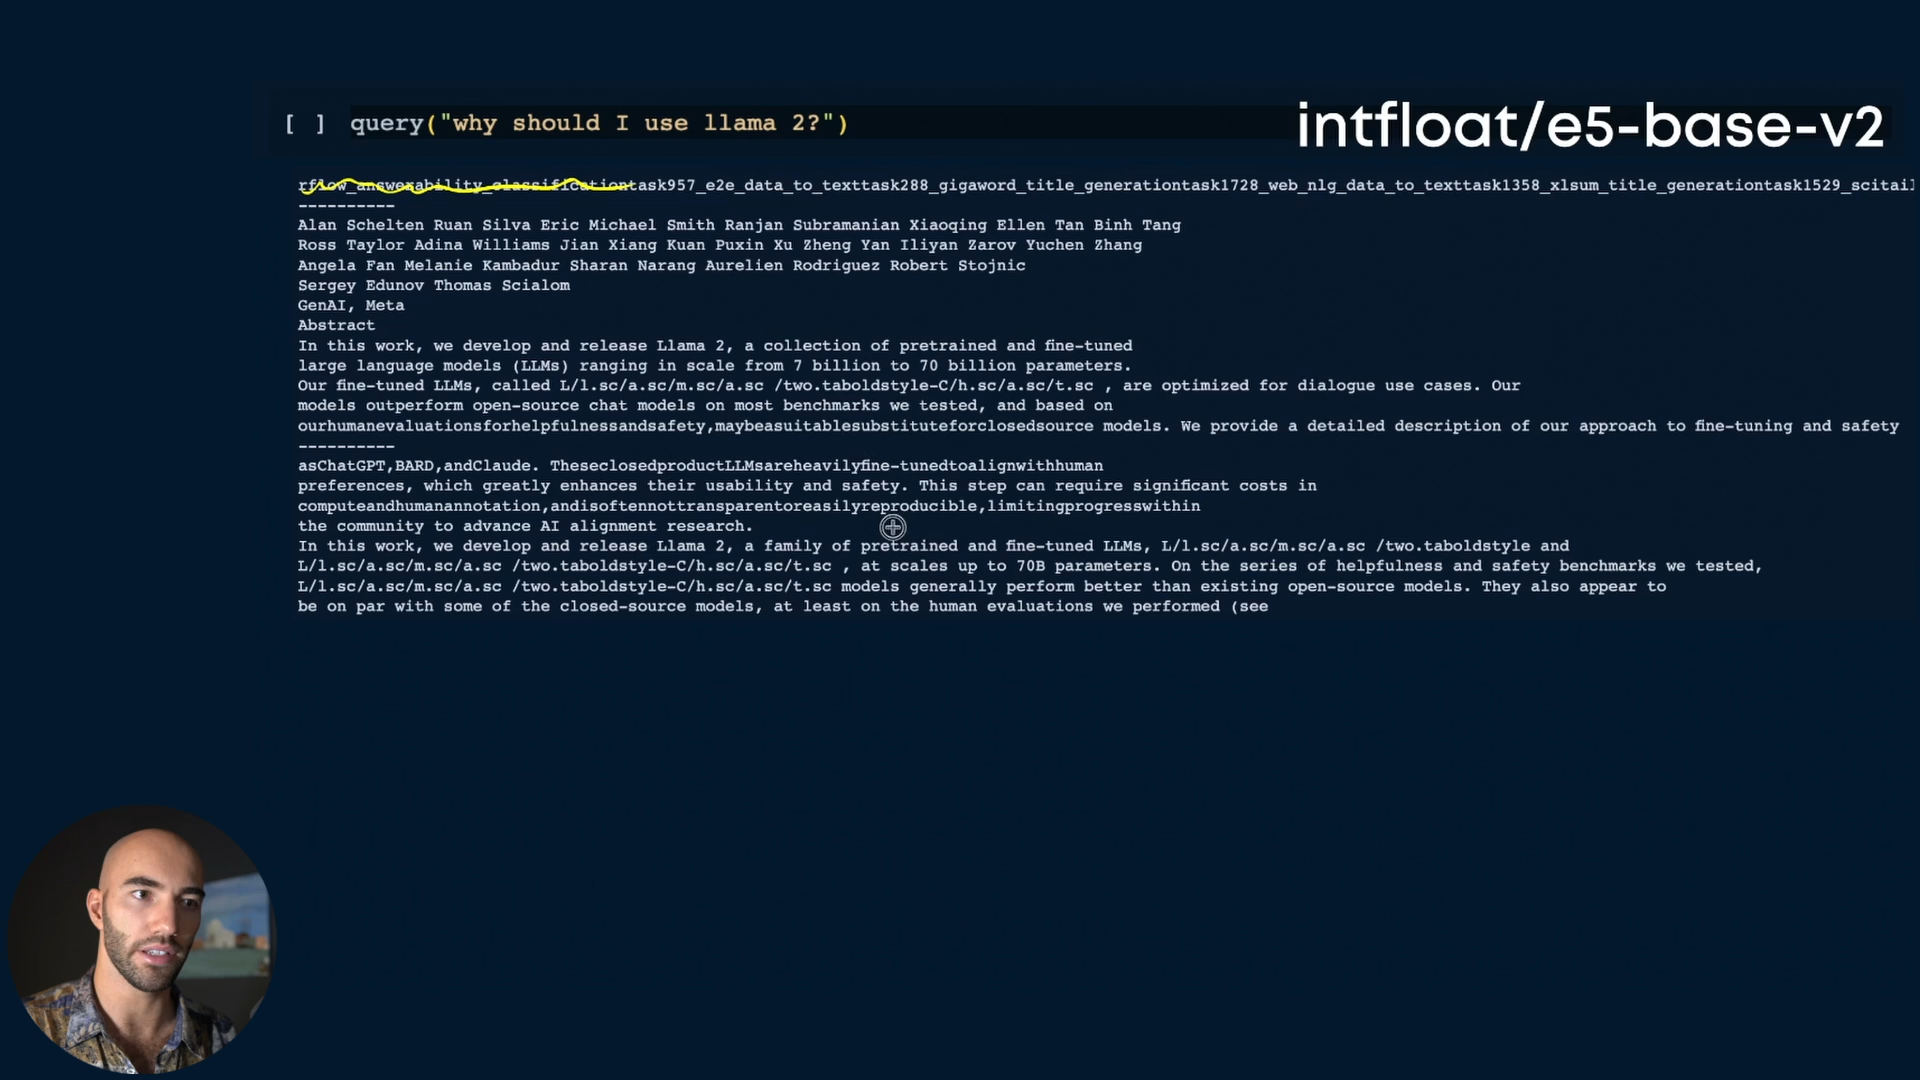 [ ] query("why should I use llama 2?")
intfloat/e5-base-v2
rflow_answerability_classificationtask957_e2e_data_to_texttask288_gigaword_title_generationtask1728_web_nlg_data_to_texttask1358_xlsum_title_generationtask1529_scitail
----------
Alan Schelten Ruan Silva Eric Michael Smith Ranjan Subramanian Xiaoqing Ellen Tan Binh Tang
Ross Taylor Adina Williams Jian Xiang Kuan Puxin Xu Zheng Yan Iliyan Zarov Yuchen Zhang
Angela Fan Melanie Kambadur Sharan Narang Aurelien Rodriguez Robert Stojnic
Sergey Edunov Thomas Scialom
GenAI, Meta
Abstract
In this work, we develop and release Llama 2, a collection of pretrained and fine-tuned
large language models (LLMs) ranging in scale from 7 billion to 70 billion parameters.
Our fine-tuned LLMs, called L/l.sc/a.sc/m.sc/a.sc /two.taboldstyle-C/h.sc/a.sc/t.sc , are optimized for dialogue use cases. Our
models outperform open-source chat models on most benchmarks we tested, and based on
ourhumanevaluationsforhelpfulnessandsafety,maybeasuitablesubstituteforclosedsource models. We provide a detailed description of our approach to fine-tuning and safety
----------
asChatGPT,BARD,andClaude. TheseclosedproductLLMsareheavilyfine-tunedtoalignwithhuman
preferences, which greatly enhances their usability and safety. This step can require significant costs in
computeandhumanannotation,andisoftennottransparentoreasilyreproducible,limitingprogresswithin
the community to advance AI alignment research.
In this work, we develop and release Llama 2, a family of pretrained and fine-tuned LLMs, L/l.sc/a.sc/m.sc/a.sc /two.taboldstyle and
L/l.sc/a.sc/m.sc/a.sc /two.taboldstyle-C/h.sc/a.sc/t.sc , at scales up to 70B parameters. On the series of helpfulness and safety benchmarks we tested,
L/l.sc/a.sc/m.sc/a.sc /two.taboldstyle-C/h.sc/a.sc/t.sc models generally perform better than existing open-source models. They also appear to
be on par with some of the closed-source models, at least on the human evaluations we performed (see